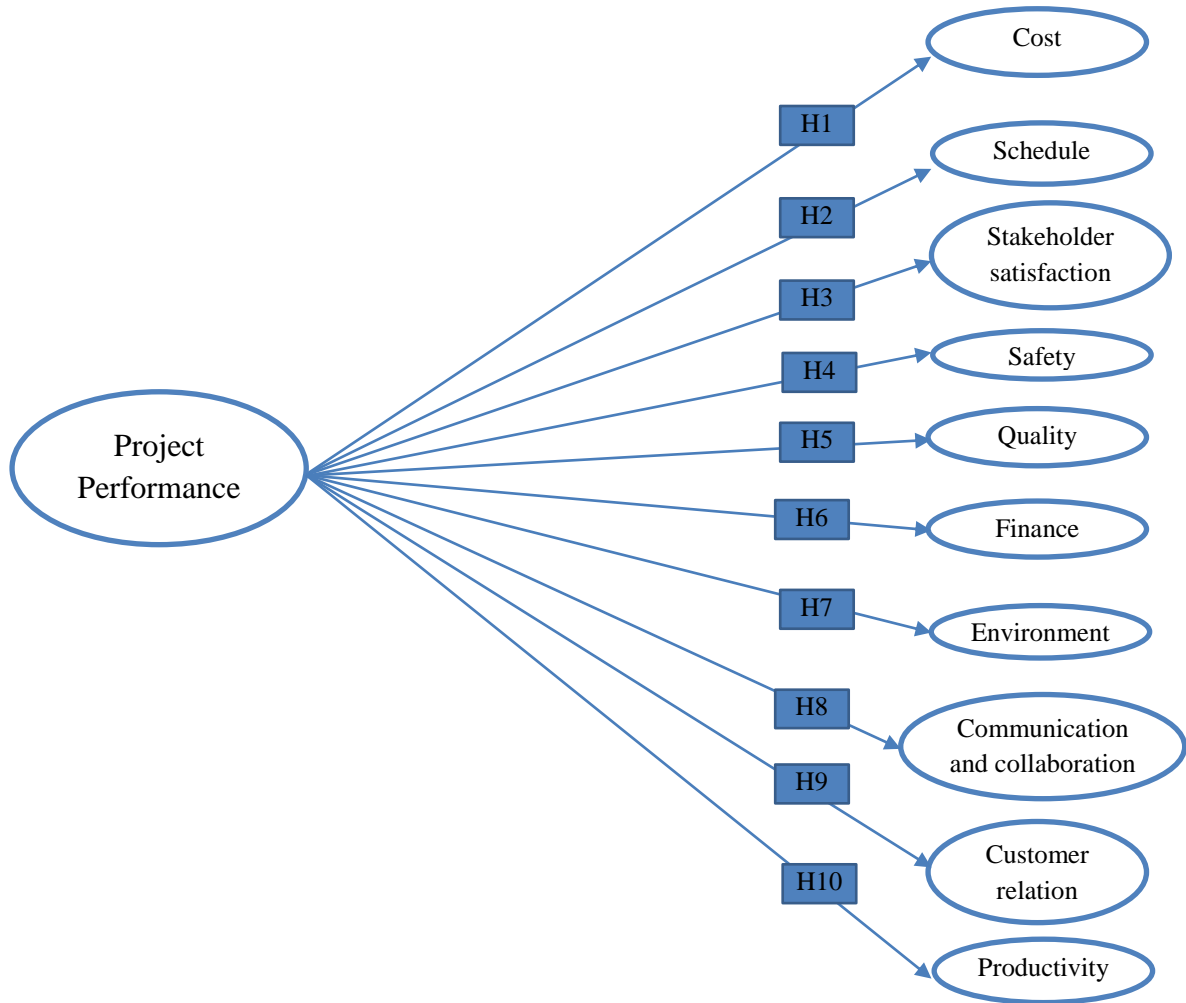 Cost
H1
Schedule
H2
Stakeholder
satisfaction
H3
Safety
H4
Project
Performance
Quality
H5
H6
Finance
H7
Environment
H8
Communication
and collaboration
H9
Customer
relation
H10
Productivity